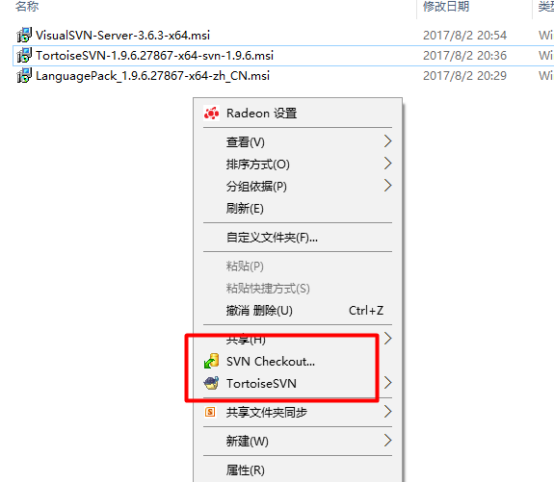 名称 修改日期 类型
VisualSVN-Server-3.6.3-x64.msi 2017/8/2 20:54 Wi
TortoiseSVN-1.9.6.27867-x64-svn-1.9.6.msi 2017/8/2 20:36 Wi
LanguagePack_1.9.6.27867-x64-zh_CN.msi 2017/8/2 20:29 Wi
Radeon 设置
查看(V)
排序方式(O)
分组依据(P)
刷新(E)
自定义文件夹(F)...
粘贴(P)
粘贴快捷方式(S)
撤消 删除(U) Ctrl+Z
共享(H)
SVN Checkout...
TortoiseSVN
共享文件夹同步
新建(W)
属性(R)